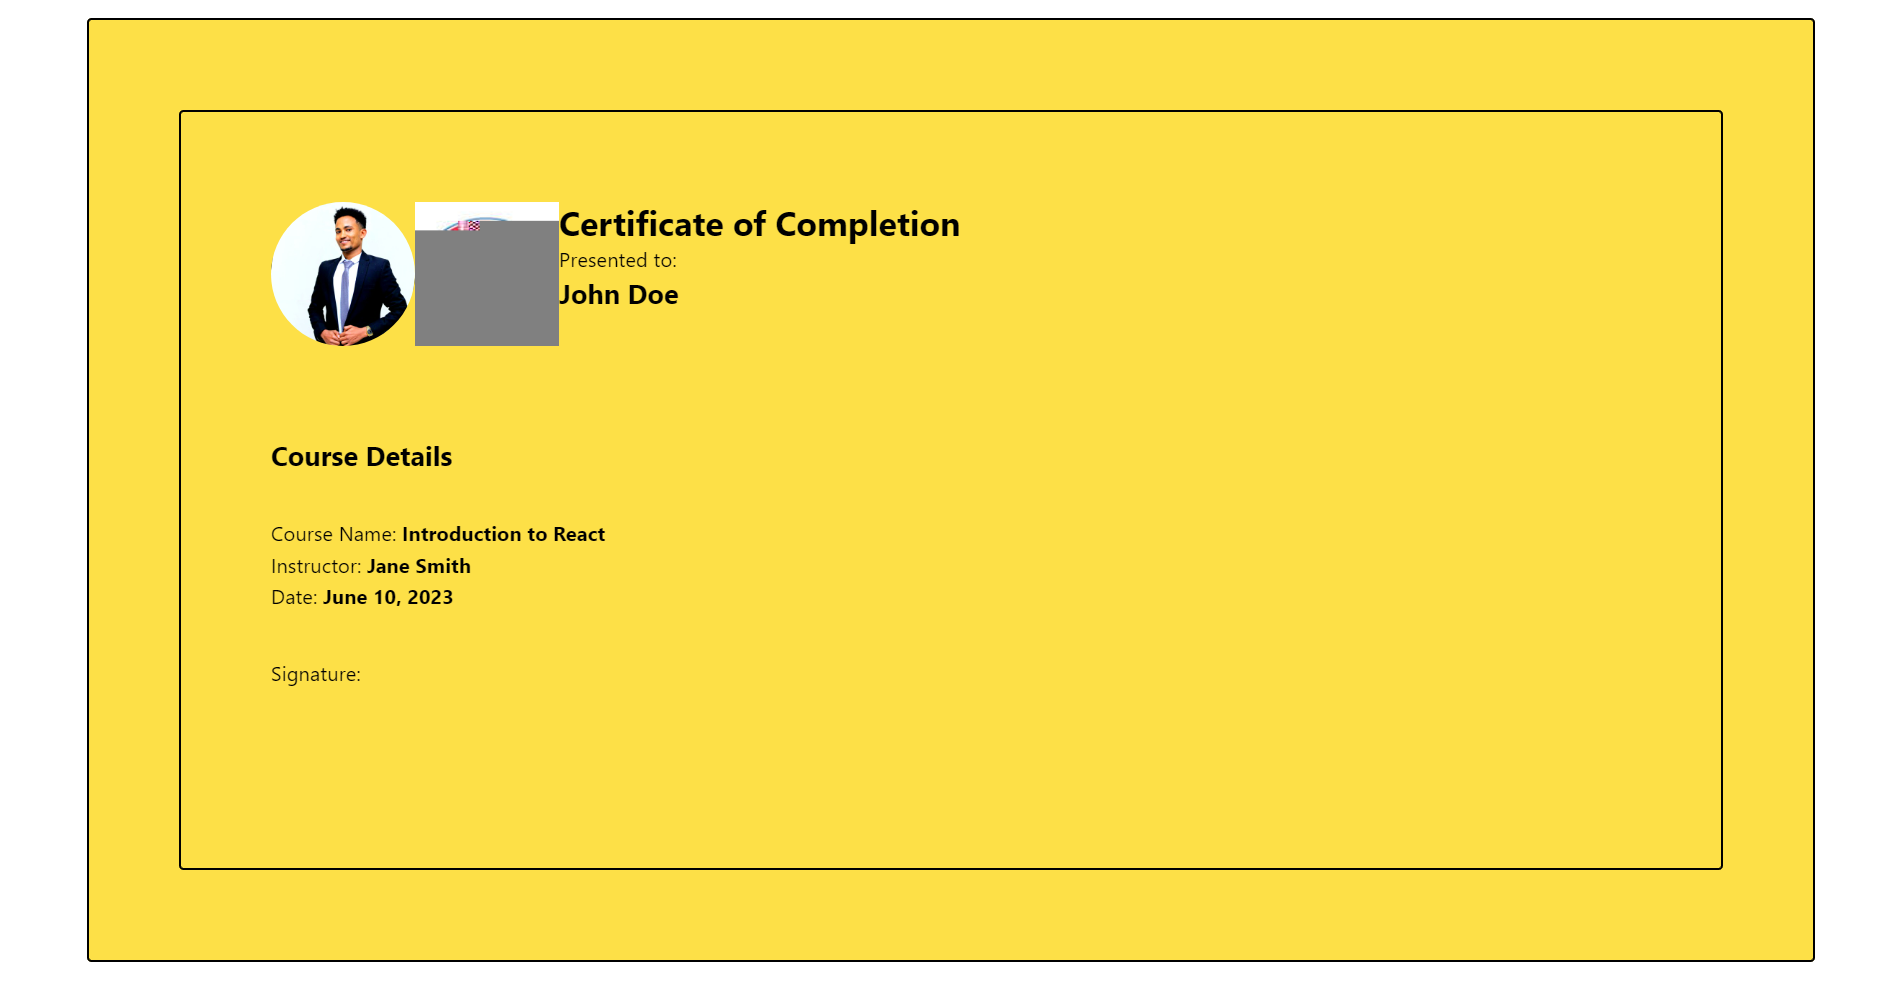 Certificate of Completion
Presented to:
John Doe
Course Details
Course Name: Introduction to React
Instructor: Jane Smith
Date: June 10, 2023
Signature: